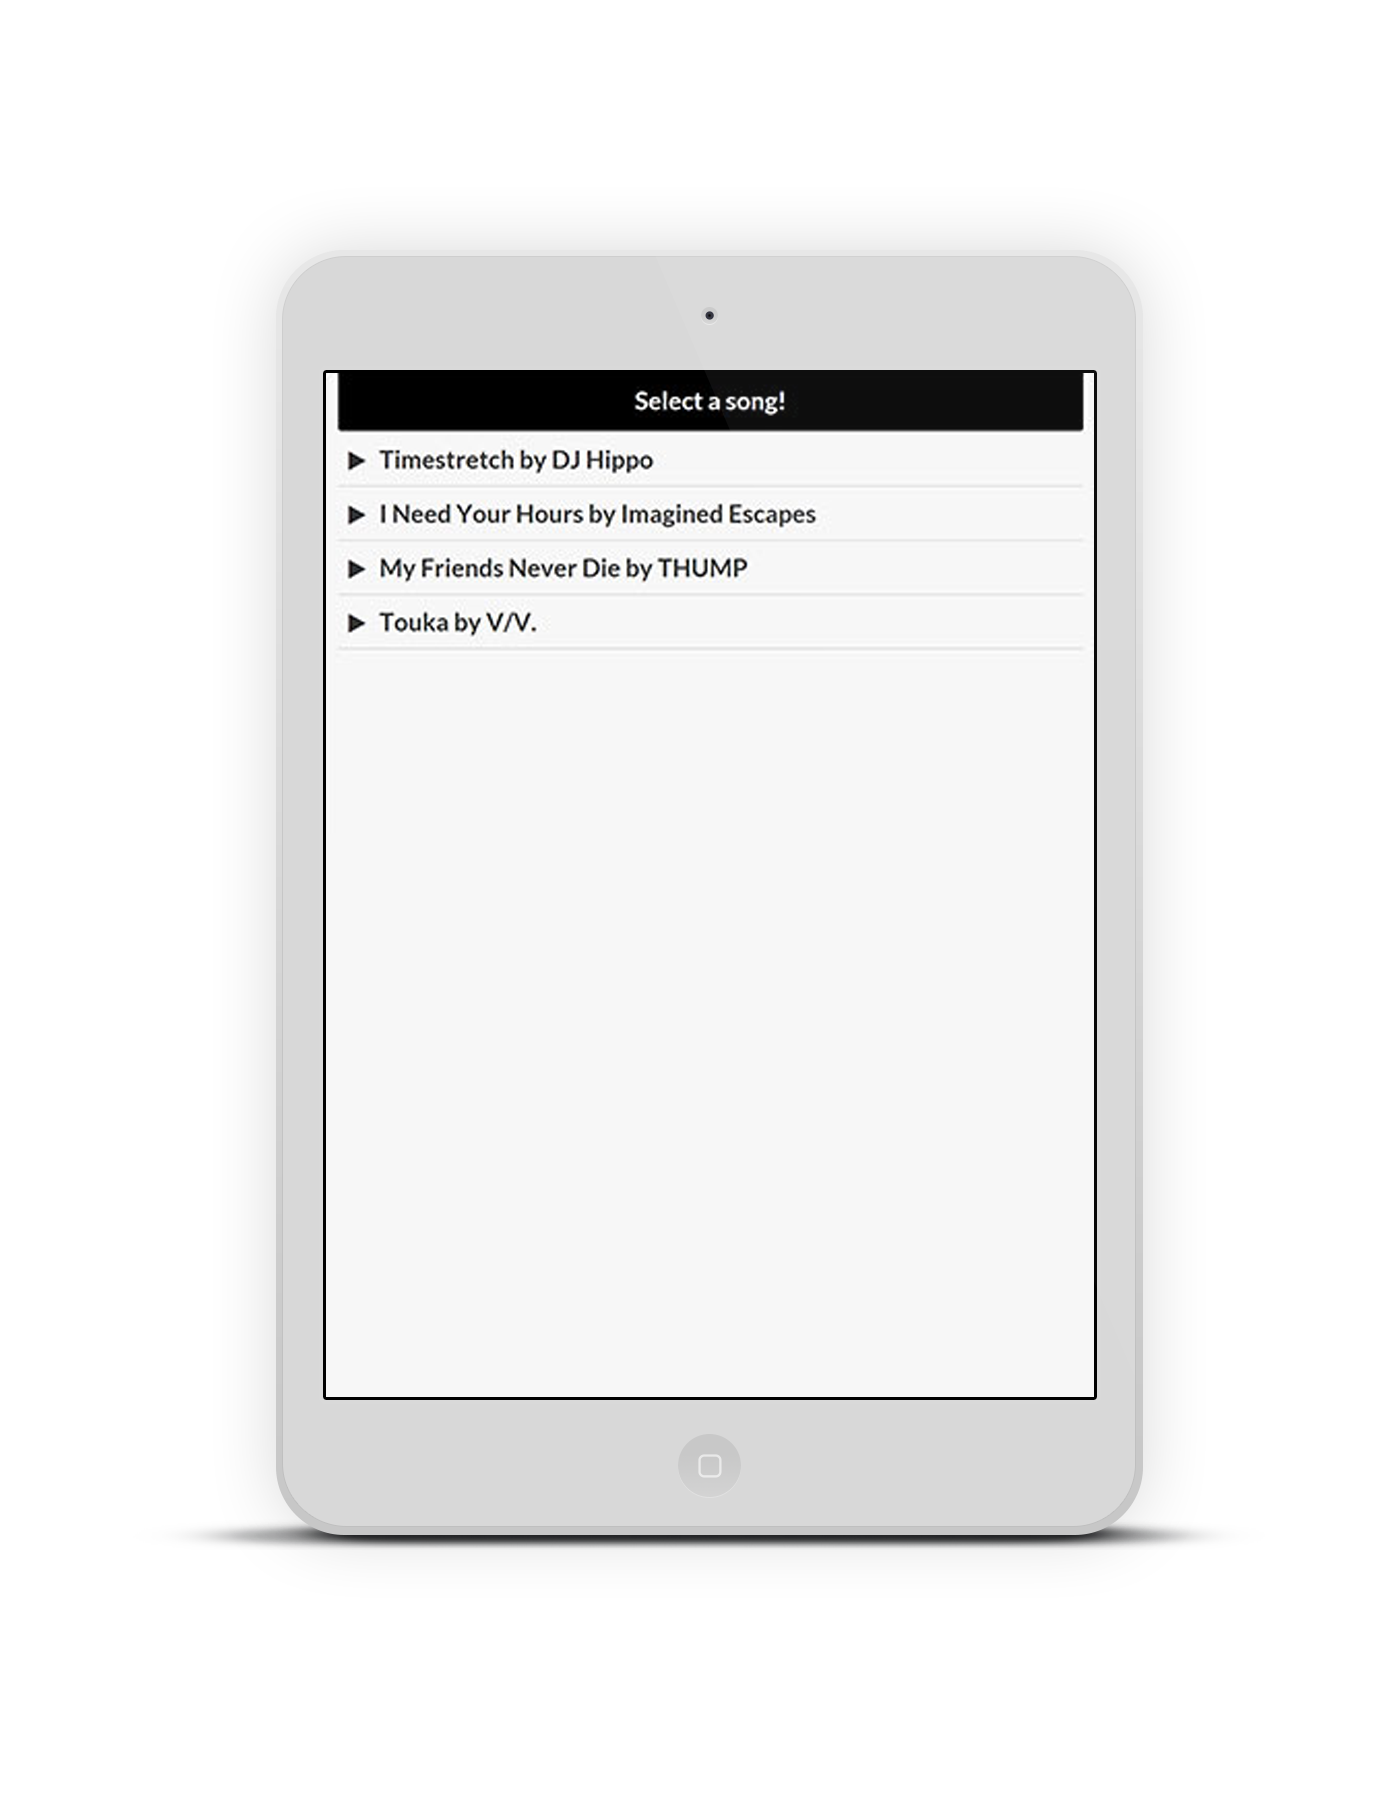 Select a song!
Timestretch by DJ Hippo
I Need Your Hours by Imagined Escapes
My Friends Never Die by THUMP
Touka by V/V.